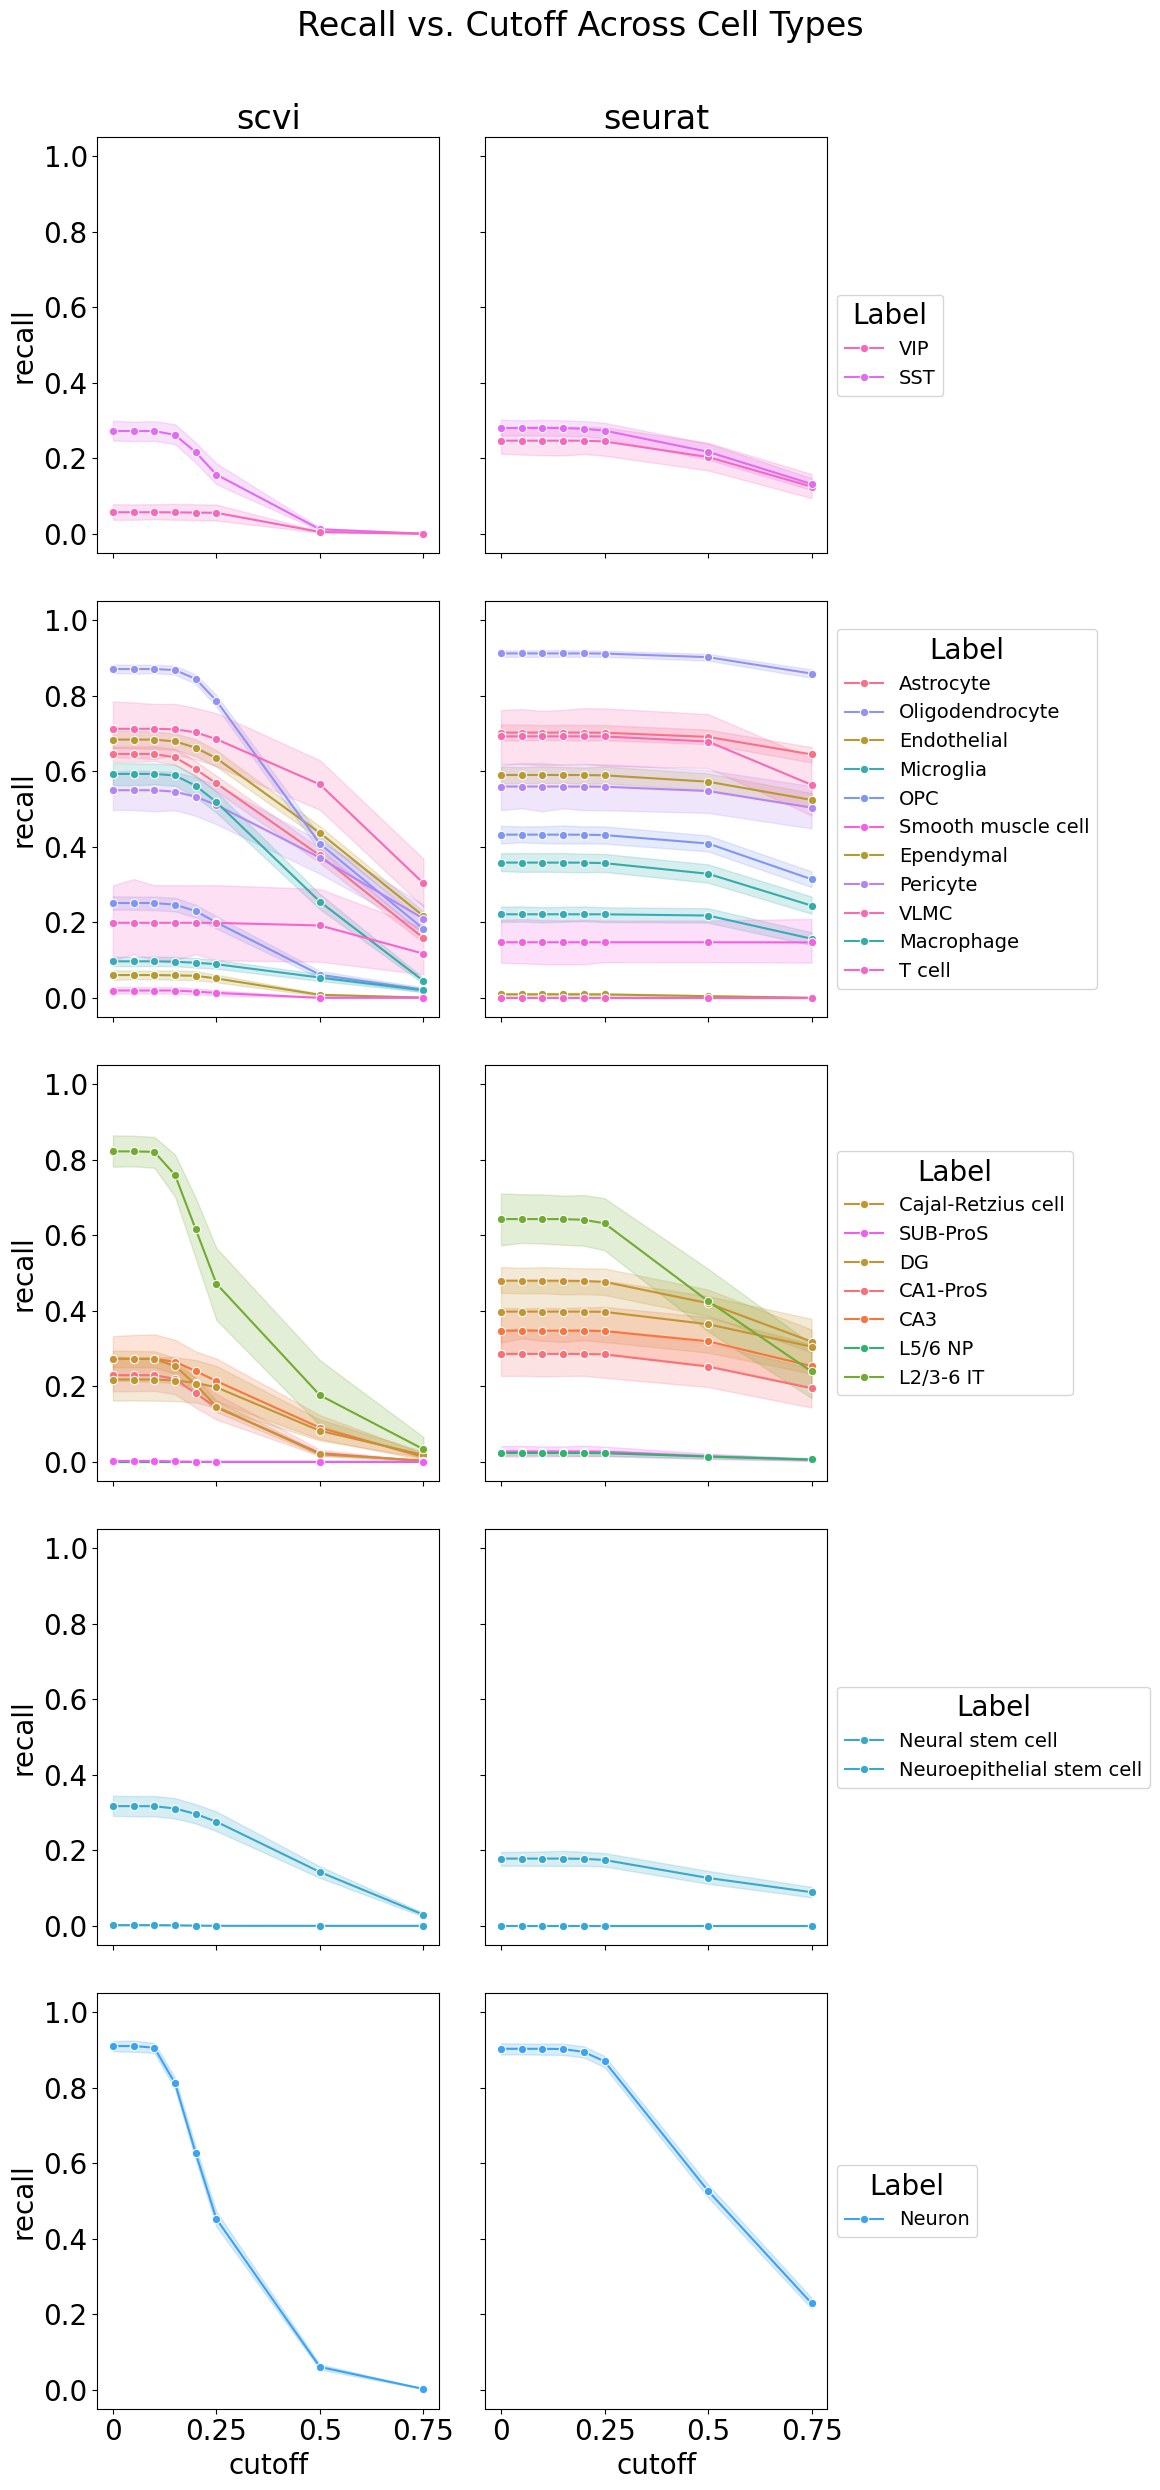 Recall vs. Cutoff Across Cell Types
scvi
seurat
1.0
0.8
0.6
0.4
0.2
0.0
recall
Label
VIP
SST
1.0
0.8
0.6
0.4
0.2
0.0
recall
Label
Astrocyte
Oligodendrocyte
Endothelial
Microglia
OPC
Smooth muscle cell
Ependymal
Pericyte
VLMC
Macrophage
T cell
1.0
0.8
0.6
0.4
0.2
0.0
recall
Label
Cajal-Retzius cell
SUB-ProS
DG
CA1-ProS
CA3
L5/6 NP
L2/3-6 IT
1.0
0.8
0.6
0.4
0.2
0.0
recall
Label
Neural stem cell
Neuroepithelial stem cell
1.0
0.8
0.6
0.4
0.2
0.0
recall
Label
Neuron
0 0.25 0.5 0.75
cutoff
0 0.25 0.5 0.75
cutoff